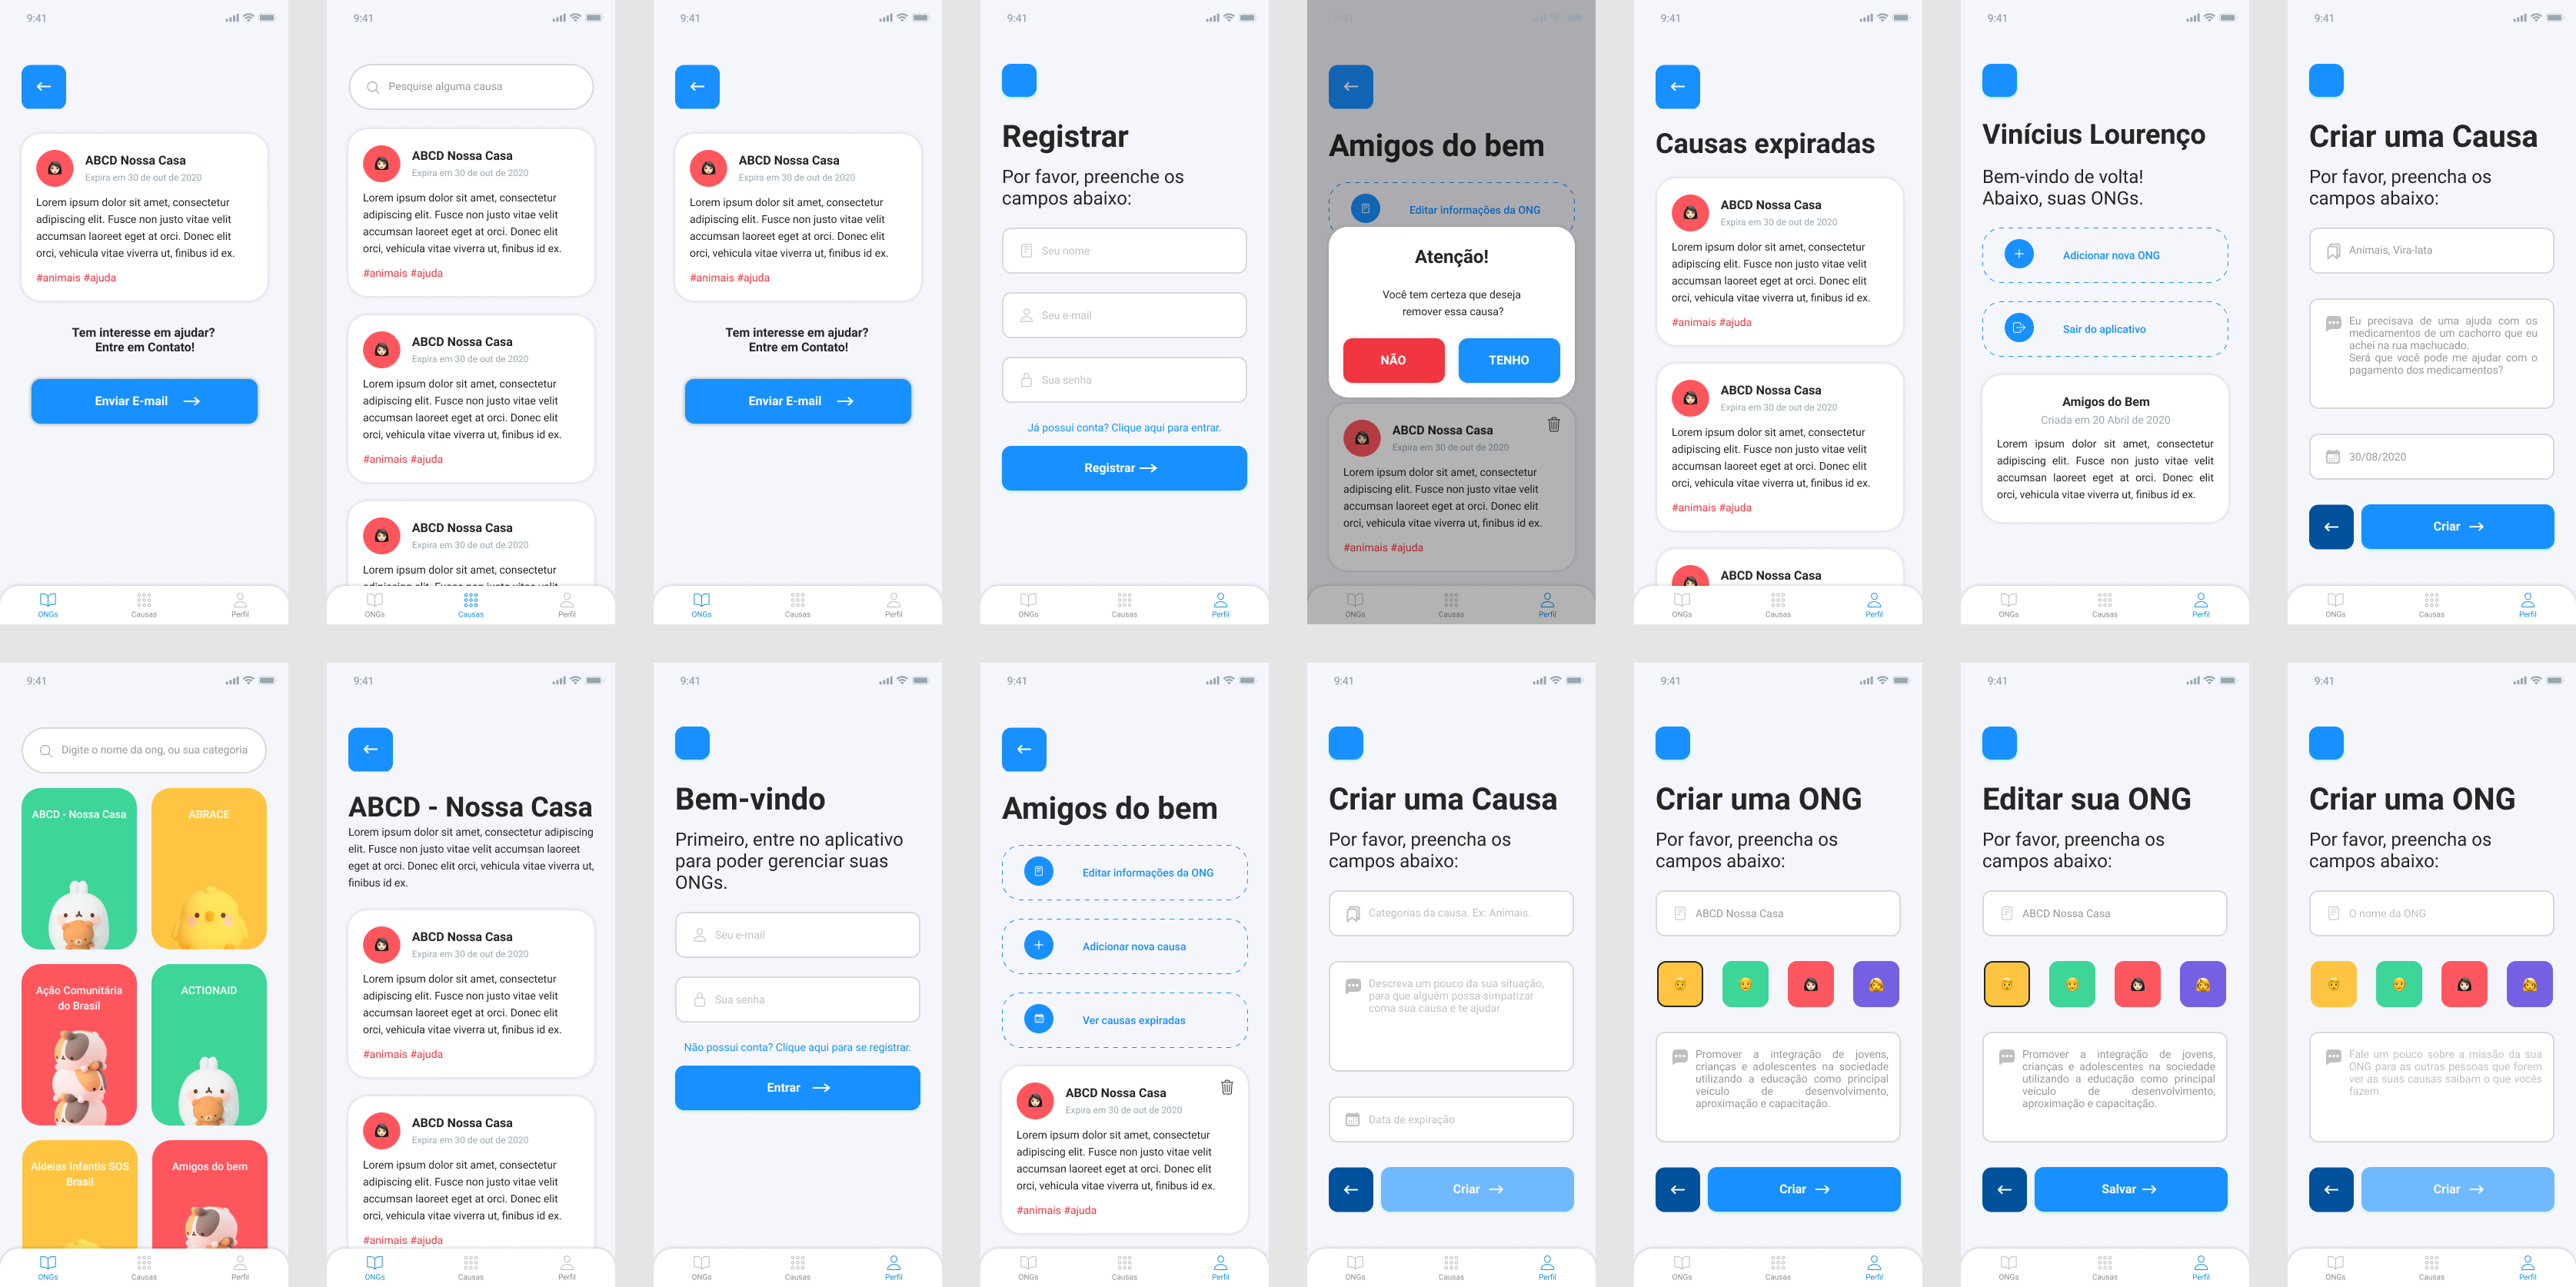 9:41
ABCD Nossa Casa
Expira em 30 de out de 2020
Lorem ipsum dolor sit amet, consectetur
adipiscing elit. Fusce non justo vitae velit
accumsan laoreet eget at orci. Donec elit
orci, vehicula vitae viverra ut, finibus id ex.
#animais #ajuda
Tem interesse em ajudar?
Entre em Contato!
Enviar E-mail
ONGs
Causas
Perfil
9:41
Pesquise alguma causa
ABCD Nossa Casa
Expira em 30 de out de 2020
Lorem ipsum dolor sit amet, consectetur
adipiscing elit. Fusce non justo vitae velit
accumsan laoreet eget at orci. Donec elit
orci, vehicula vitae viverra ut, finibus id ex.
#animais #ajuda
ABCD Nossa Casa
Expira em 30 de out de 2020
Lorem ipsum dolor sit amet, consectetur
adipiscing elit. Fusce non justo vitae velit
accumsan laoreet eget at orci. Donec elit
orci, vehicula vitae viverra ut, finibus id ex.
#animais #ajuda
ABCD Nossa Casa
Expira em 30 de out de 2020
Lorem ipsum dolor sit amet, consectetur
ONGs
Causas
Perfil
9:41
ABCD Nossa Casa
Expira em 30 de out de 2020
Lorem ipsum dolor sit amet, consectetur
adipiscing elit. Fusce non justo vitae velit
accumsan laoreet eget at orci. Donec elit
orci, vehicula vitae viverra ut, finibus id ex.
#animais #ajuda
Tem interesse em ajudar?
Entre em Contato!
Enviar E-mail
ONGs
Causas
Perfil
9:41
Registrar
Por favor, preenche os
campos abaixo:
Seu nome
Seu e-mail
Sua senha
Já possui conta? Clique aqui para entrar.
Registrar
ONGs
Causas
Perfil
9:41
Amigos do bem
Editar informações da ONG
Atenção!
Você tem certeza que deseja
remover essa causa?
NÃO
TENHO
ABCD Nossa Casa
Expira em 30 de out de 2020
Lorem ipsum dolor sit amet, consectetur
adipiscing elit. Fusce non justo vitae velit
accumsan laoreet eget at orci. Donec elit
orci, vehicula vitae viverra ut, finibus id ex.
#animais #ajuda
ONGs
Causas
Perfil
9:41
Causas expiradas
ABCD Nossa Casa
Expira em 30 de out de 2020
Lorem ipsum dolor sit amet, consectetur
adipiscing elit. Fusce non justo vitae velit
accumsan laoreet eget at orci. Donec elit
orci, vehicula vitae viverra ut, finibus id ex.
#animais #ajuda
ABCD Nossa Casa
Expira em 30 de out de 2020
Lorem ipsum dolor sit amet, consectetur
adipiscing elit. Fusce non justo vitae velit
accumsan laoreet eget at orci. Donec elit
orci, vehicula vitae viverra ut, finibus id ex.
#animais #ajuda
ABCD Nossa Casa
ONGs
Causas
Perfil
9:41
Vinícius Lourenço
Bem-vindo de volta!
Abaixo, suas ONGs.
Adicionar nova ONG
Sair do aplicativo
Amigos do Bem
Criada em 20 Abril de 2020
Lorem ipsum dolor sit amet, consectetur
adipiscing elit. Fusce non justo vitae velit
accumsan laoreet eget at orci. Donec elit
orci, vehicula vitae viverra ut, finibus id ex.
ONGs
Causas
Perfil
9:41
Criar uma Causa
Por favor, preencha os
campos abaixo:
Animais, Vira-lata
Eu precisava de uma ajuda com os
medicamentos de um cachorro que eu
achei na rua machucado.
Será que você pode me ajudar com o
pagamento dos medicamentos?
30/08/2020
Criar
ONGs
Causas
Perfil
9:41
Digite o nome da ong, ou sua categoria
ABCD - Nossa Casa
ABRACE
Ação Comunitária
do Brasil
ACTIONAID
Aldeias Infantis SOS
Brasil
Amigos do bem
ONGs
Causas
Perfil
9:41
ABCD - Nossa Casa
Lorem ipsum dolor sit amet, consectetur adipiscing
elit. Fusce non justo vitae velit accumsan laoreet
eget at orci. Donec elit orci, vehicula vitae viverra ut,
finibus id ex.
ABCD Nossa Casa
Expira em 30 de out de 2020
Lorem ipsum dolor sit amet, consectetur
adipiscing elit. Fusce non justo vitae velit
accumsan laoreet eget at orci. Donec elit
orci, vehicula vitae viverra ut, finibus id ex.
#animais #ajuda
ABCD Nossa Casa
Expira em 30 de out de 2020
Lorem ipsum dolor sit amet, consectetur
adipiscing elit. Fusce non justo vitae velit
accumsan laoreet eget at orci. Donec elit
orci, vehicula vitae viverra ut, finibus id ex.
#animais #ajuda
ONGs
Causas
Perfil
9:41
Bem-vindo
Primeiro, entre no aplicativo
para poder gerenciar suas
ONGs.
Seu e-mail
Sua senha
Não possui conta? Clique aqui para se registrar.
Entrar
ONGs
Causas
Perfil
9:41
Amigos do bem
Editar informações da ONG
Adicionar nova causa
Ver causas expiradas
ABCD Nossa Casa
Expira em 30 de out de 2020
Lorem ipsum dolor sit amet, consectetur
adipiscing elit. Fusce non justo vitae velit
accumsan laoreet eget at orci. Donec elit
orci, vehicula vitae viverra ut, finibus id ex.
#animais #ajuda
ONGs
Causas
Perfil
9:41
Criar uma Causa
Por favor, preencha os
campos abaixo:
Categorias da causa. Ex: Animais.
Descreva um pouco da sua situação,
para que alguém possa simpatizar
coma sua causa e te ajudar.
Data de expiração
Criar
ONGs
Causas
Perfil
9:41
Criar uma ONG
Por favor, preencha os
campos abaixo:
ABCD Nossa Casa
Promover a integração de jovens,
crianças e adolescentes na sociedade
utilizando a educação como principal
veículo de desenvolvimento,
aproximação e capacitação.
Criar
ONGs
Causas
Perfil
9:41
Editar sua ONG
Por favor, preencha os
campos abaixo:
ABCD Nossa Casa
Promover a integração de jovens,
crianças e adolescentes na sociedade
utilizando a educação como principal
veículo de desenvolvimento,
aproximação e capacitação.
Salvar
ONGs
Causas
Perfil
9:41
Criar uma ONG
Por favor, preencha os
campos abaixo:
O nome da ONG
Fale um pouco sobre a missão da sua
ONG para as outras pessoas que forem
ver as suas causas saibam o que vocês
fazem.
Criar
ONGs
Causas
Perfil